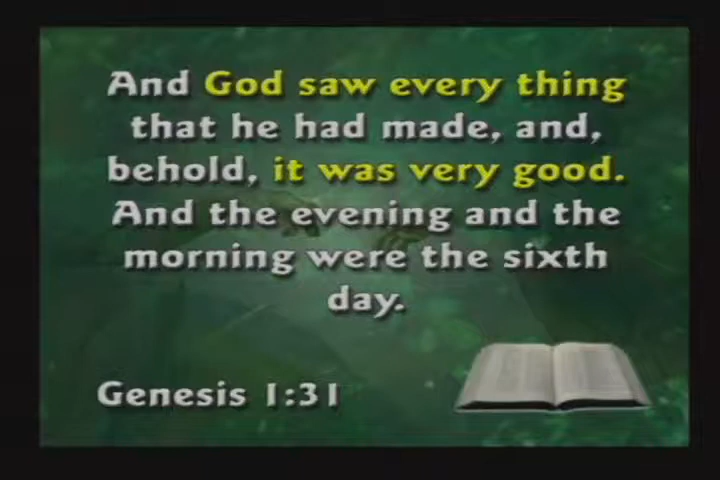 And God saw every thing
that he had made, and,
behold, it was very good.
And the evening and the
morning were the sixth
day.
Genesis 1:31